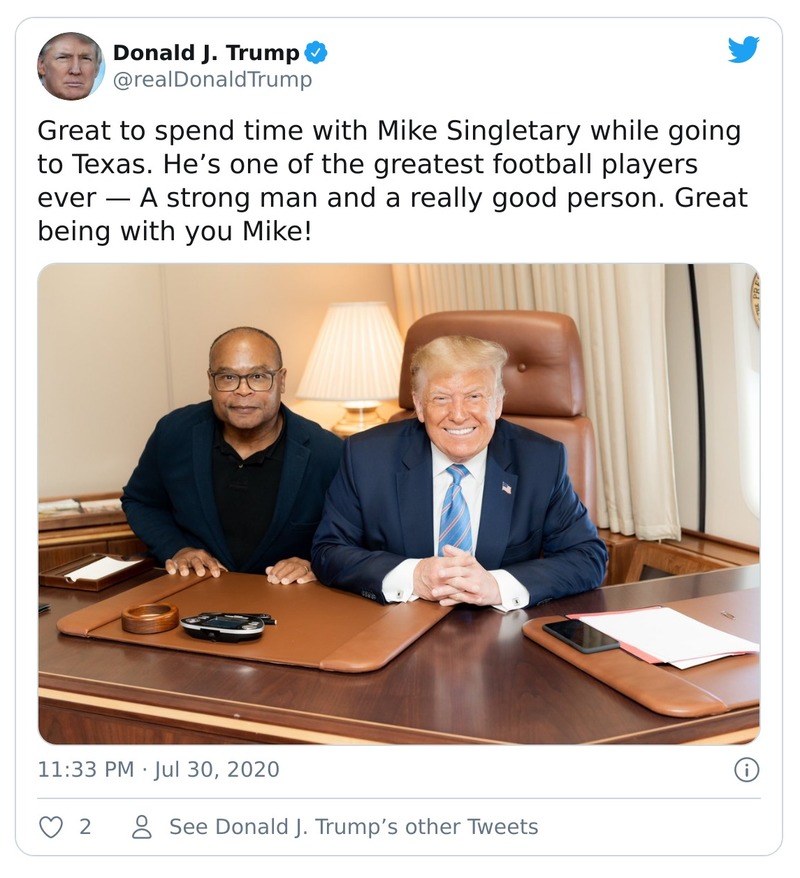 Donald J. Trump
@realDonaldTrump
Great to spend time with Mike Singletary while going
to Texas. He’s one of the greatest football players
ever — A strong man and a really good person. Great
being with you Mike!
11:33 PM · Jul 30, 2020
2
See Donald J. Trump’s other Tweets